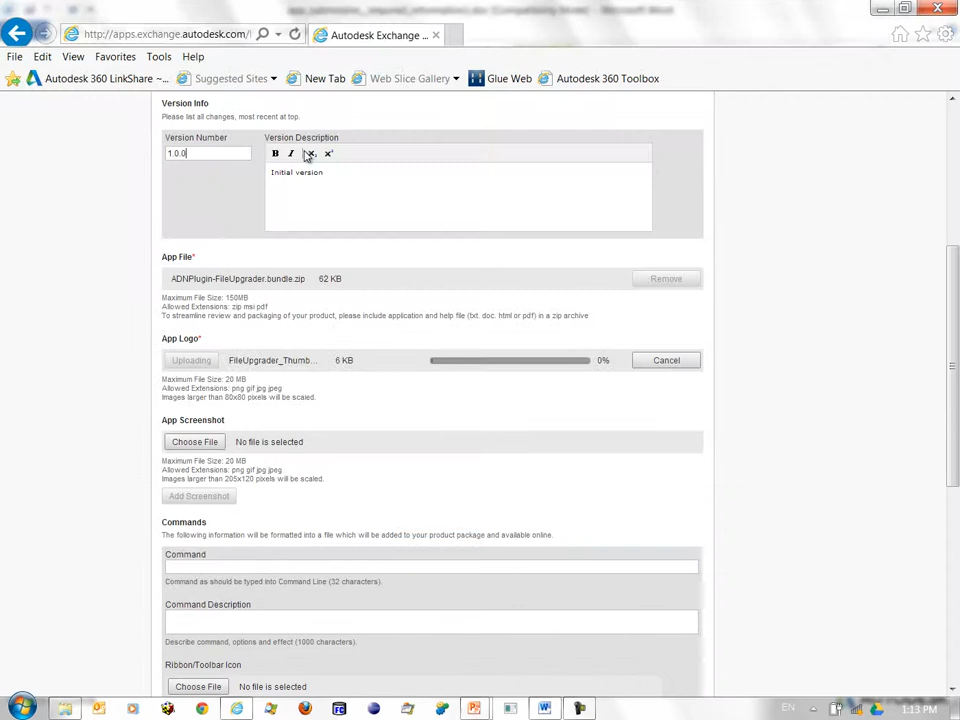 http://apps.exchange.autodesk.com/
Autodesk Exchange ...
File Edit View Favorites Tools Help
Autodesk 360 LinkShare ~... Suggested Sites New Tab Web Slice Gallery Glue Web Autodesk 360 Toolbox
Version Info
Please list all changes, most recent at top.
Version Number Version Description
1.0.0 B I
Initial version
App File*
ADNPlugin-FileUpgrader.bundle.zip 62 KB Remove
Maximum File Size: 150MB
Allowed Extensions: zip msi pdf
To streamline review and packaging of your product, please include application and help file (txt. doc. html or pdf) in a zip archive
App Logo*
Uploading FileUpgrader_Thumb... 6 KB 0% Cancel
Maximum File Size: 20 MB
Allowed Extensions: png gif jpg jpeg
Images larger than 80x80 pixels will be scaled.
App Screenshot
Choose File No file is selected
Maximum File Size: 20 MB
Allowed Extensions: png gif jpg jpeg
Images larger than 205x120 pixels will be scaled.
Add Screenshot
Commands
The following information will be formatted into a file which will be added to your product package and available online.
Command
Command as should be typed into Command Line (32 characters).
Command Description
Describe command, options and effect (1000 characters).
Ribbon/Toolbar Icon
Choose File No file is selected
EN 1:13 PM